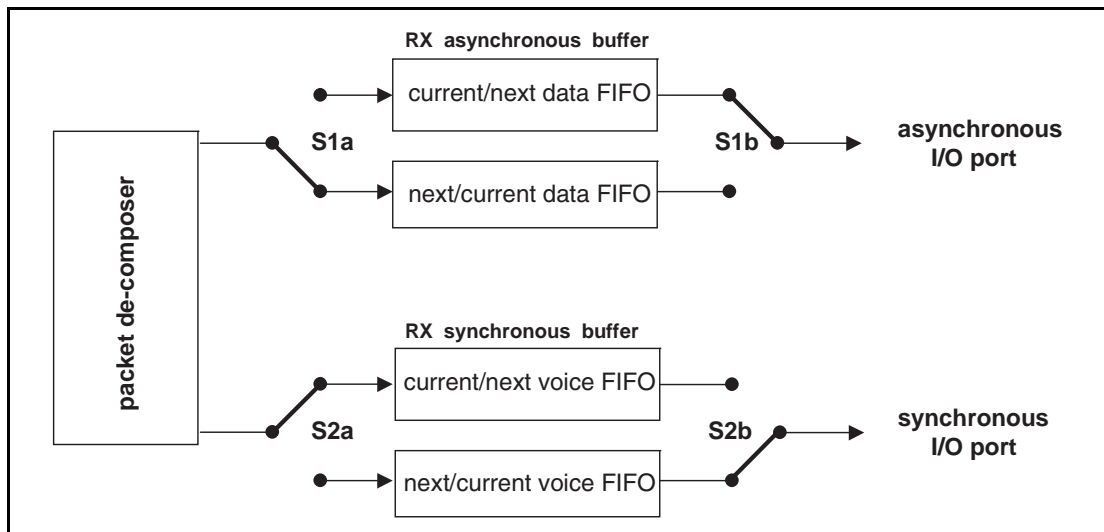 RX asynchronous buffer
current/next data FIFO
S1a
S1b
asynchronous
I/O port
next/current data FIFO
packet de-composer
RX synchronous buffer
current/next voice FIFO
S2a
S2b
synchronous
I/O port
next/current voice FIFO